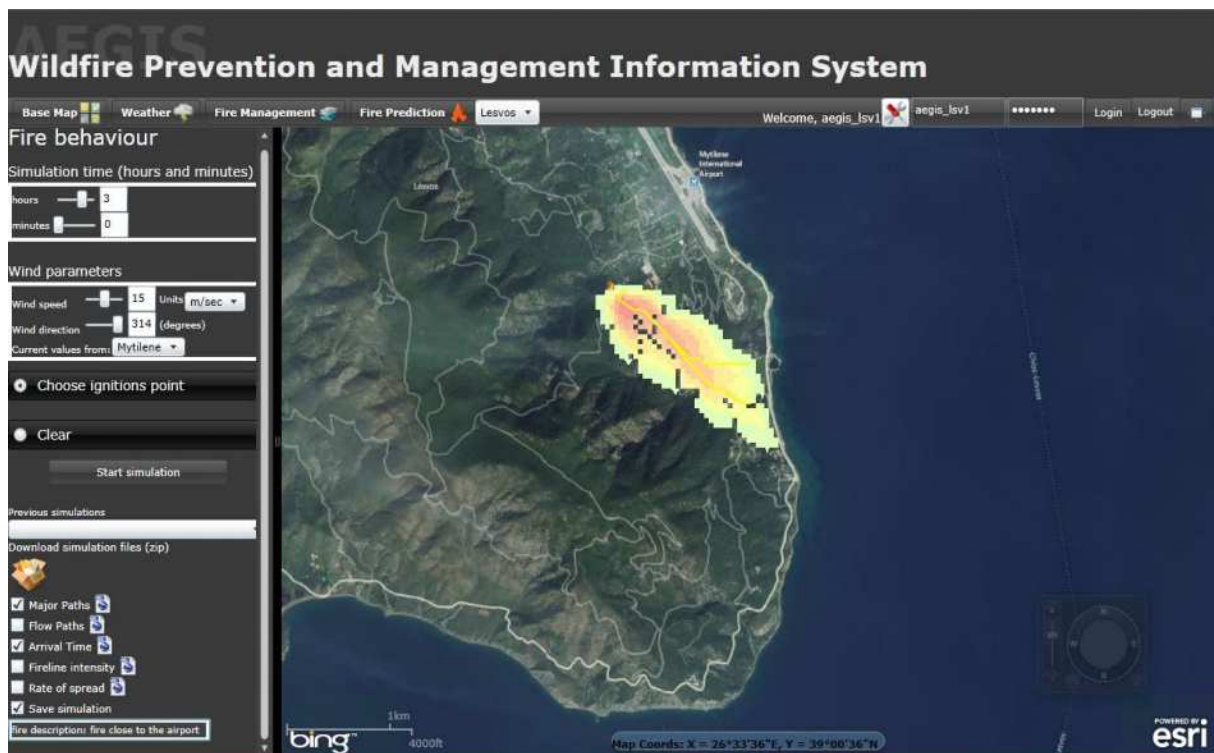 AEGIS
Wildfire Prevention and Management Information System
Base Map Weather Fire Management Fire Prediction Lesvos Welcome, aegis_lsv1 aegis_lsv1 ••••••• Login Logout
Fire behaviour
Simulation time (hours and minutes)
hours 3
minutes 0
Wind parameters
Wind speed 15 Units m/sec
Wind direction 314 (degrees)
Current values from: Mytilene
Choose ignitions point
Clear
Start simulation
Previous simulations
Download simulation files (zip)
Major Paths
Flow Paths
Arrival Time
Fireline intensity
Rate of spread
Save simulation
fire description: fire close to the airport
Mytilene
International
Airport
Lesvos
1km
4000ft
bing
Map Coords: X = 26°33'36"E, Y = 39°00'36"N
POWERED BY
esri